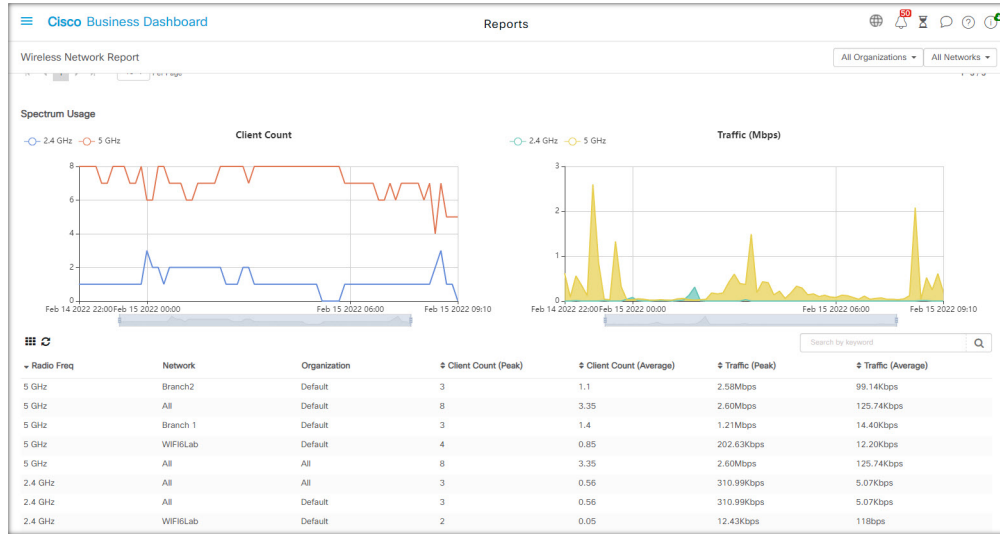 Cisco Business Dashboard
Reports
50
Wireless Network Report
All Organizations
All Networks
Per Page
Spectrum Usage
2.4 GHz 5 GHz
Client Count
8
6
4
2
0
Feb 14 2022 22:00 Feb 15 2022 00:00 Feb 15 2022 06:00 Feb 15 2022 09:10
2.4 GHz 5 GHz
Traffic (Mbps)
3
2
1
0
Feb 14 2022 22:00 Feb 15 2022 00:00 Feb 15 2022 06:00 Feb 15 2022 09:10
Search by keyword
Radio Freq Network Organization Client Count (Peak) Client Count (Average) Traffic (Peak) Traffic (Average)
5 GHz Branch2 Default 3 1.1 2.58Mbps 99.14Kbps
5 GHz All Default 8 3.35 2.60Mbps 125.74Kbps
5 GHz Branch 1 Default 3 1.4 1.21Mbps 14.40Kbps
5 GHz WIFI6Lab Default 4 0.85 202.63Kbps 12.20Kbps
5 GHz All All 8 3.35 2.60Mbps 125.74Kbps
2.4 GHz All All 3 0.56 310.99Kbps 5.07Kbps
2.4 GHz All Default 3 0.56 310.99Kbps 5.07Kbps
2.4 GHz WIFI6Lab Default 2 0.05 12.43Kbps 118bps